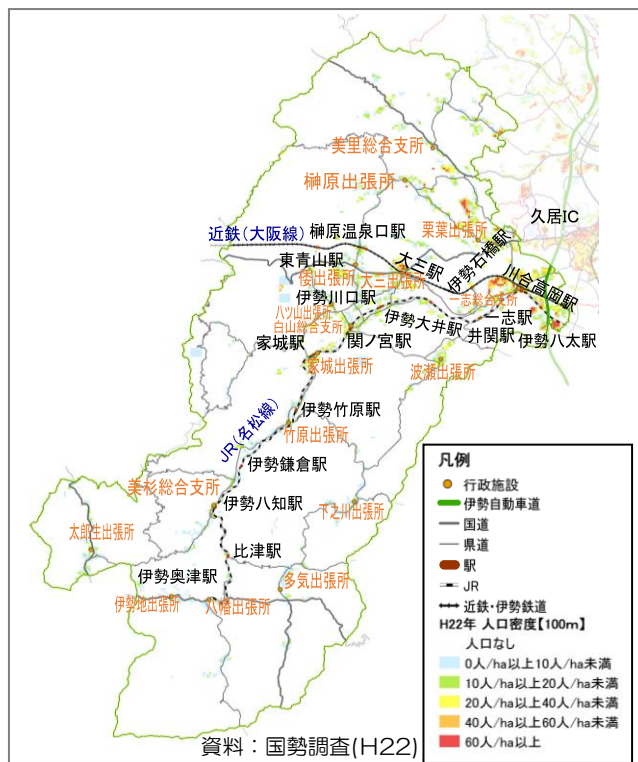 美里総合支所
榊原出張所
栗葉出張所
久居IC
近鉄(大阪線)
榊原温泉口駅
東青山駅
倭出張所
大三駅
大三出張所
伊勢石橋駅
川合高岡駅
伊勢川口駅
一志総合支所
八ツ山出張所
白山総合支所
伊勢大井駅
一志駅
家城駅
関ノ宮駅
井関駅
伊勢八太駅
家城出張所
波瀬出張所
伊勢竹原駅
竹原出張所
JR(名松線)
伊勢鎌倉駅
美杉総合支所
伊勢八知駅
下之川出張所
太郎生出張所
比津駅
伊勢奥津駅
多気出張所
伊勢地出張所
八幡出張所
凡例
行政施設
伊勢自動車道
国道
県道
駅
JR
近鉄・伊勢鉄道
H22年 人口密度【100m】
人口なし
0人/ha以上10人/ha未満
10人/ha以上20人/ha未満
20人/ha以上40人/ha未満
40人/ha以上60人/ha未満
60人/ha以上
資料：国勢調査(H22)